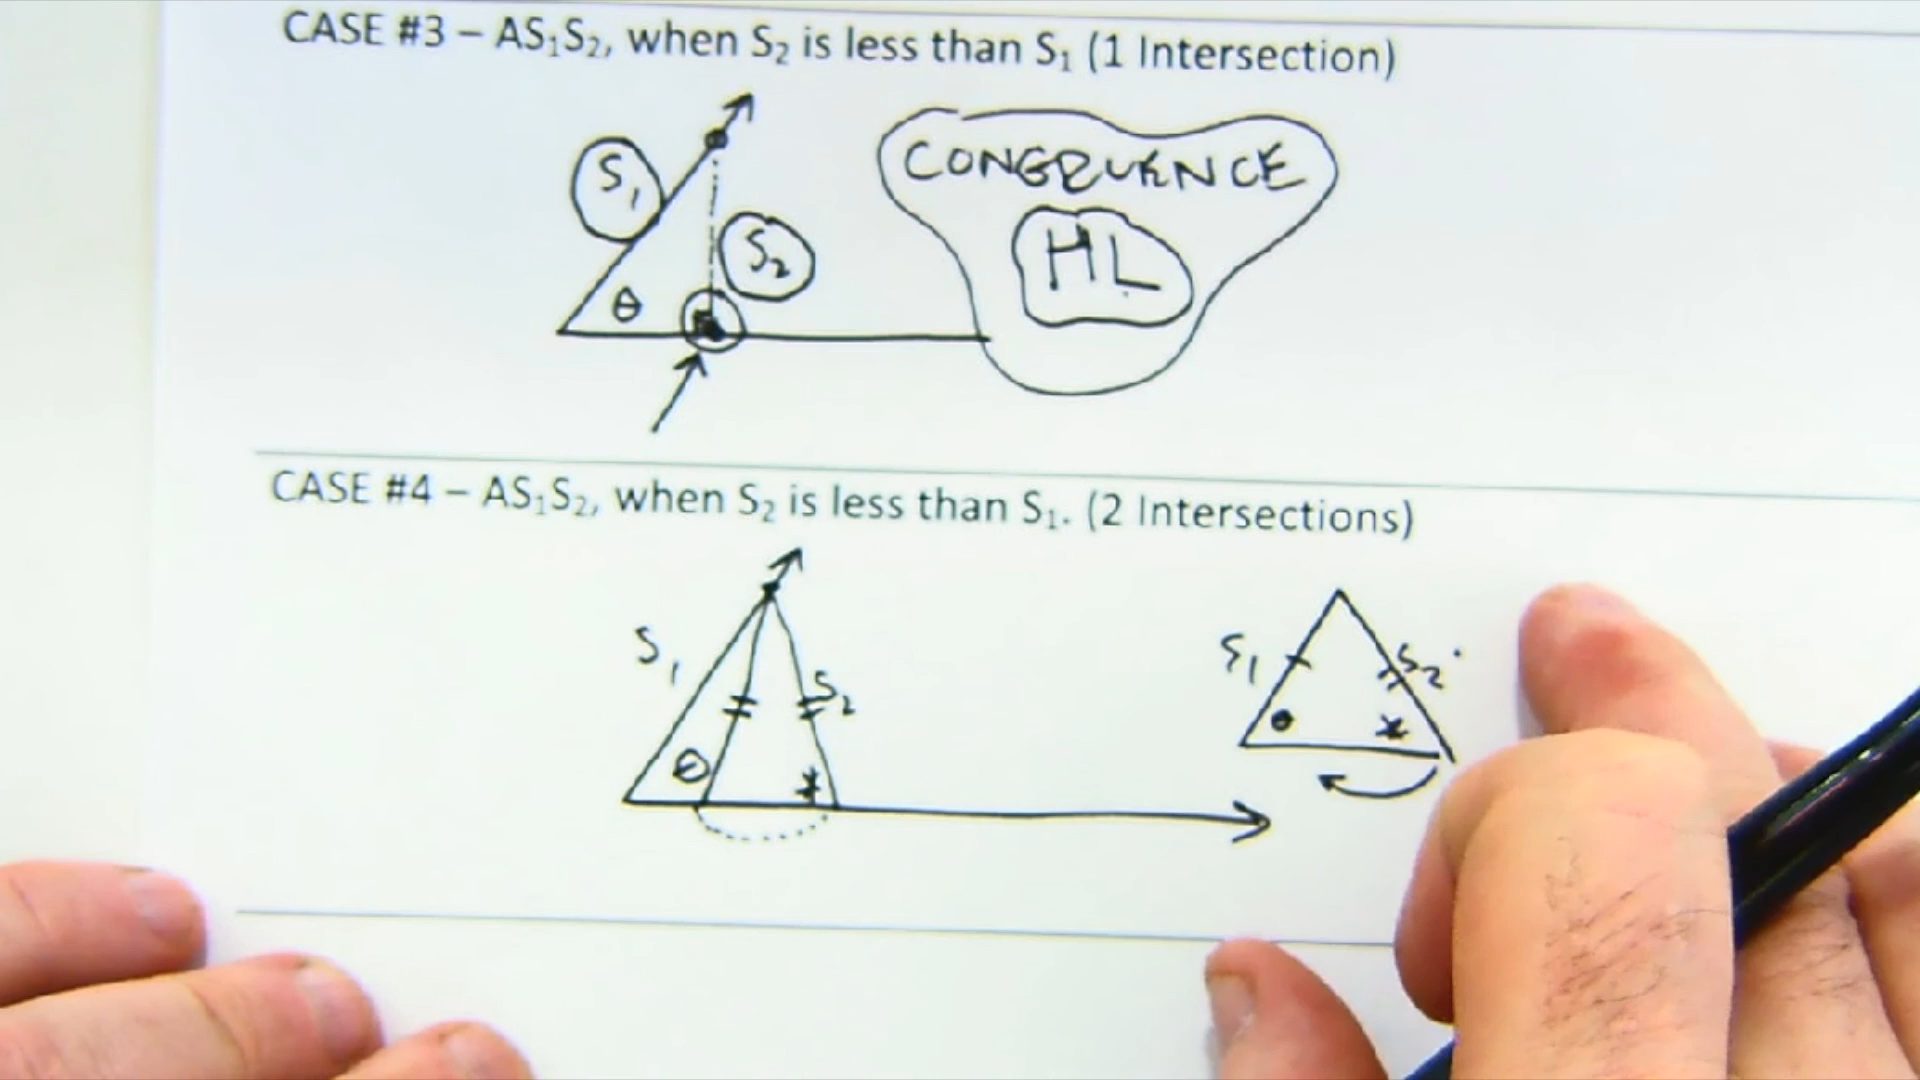 CASE #3 – AS₁S₂, when S₂ is less than S₁ (1 Intersection)
S₁
CONGRUENCE
S₂
HL
θ
CASE #4 – AS₁S₂, when S₂ is less than S₁. (2 Intersections)
S₁
S₂
S₁
S₂
θ